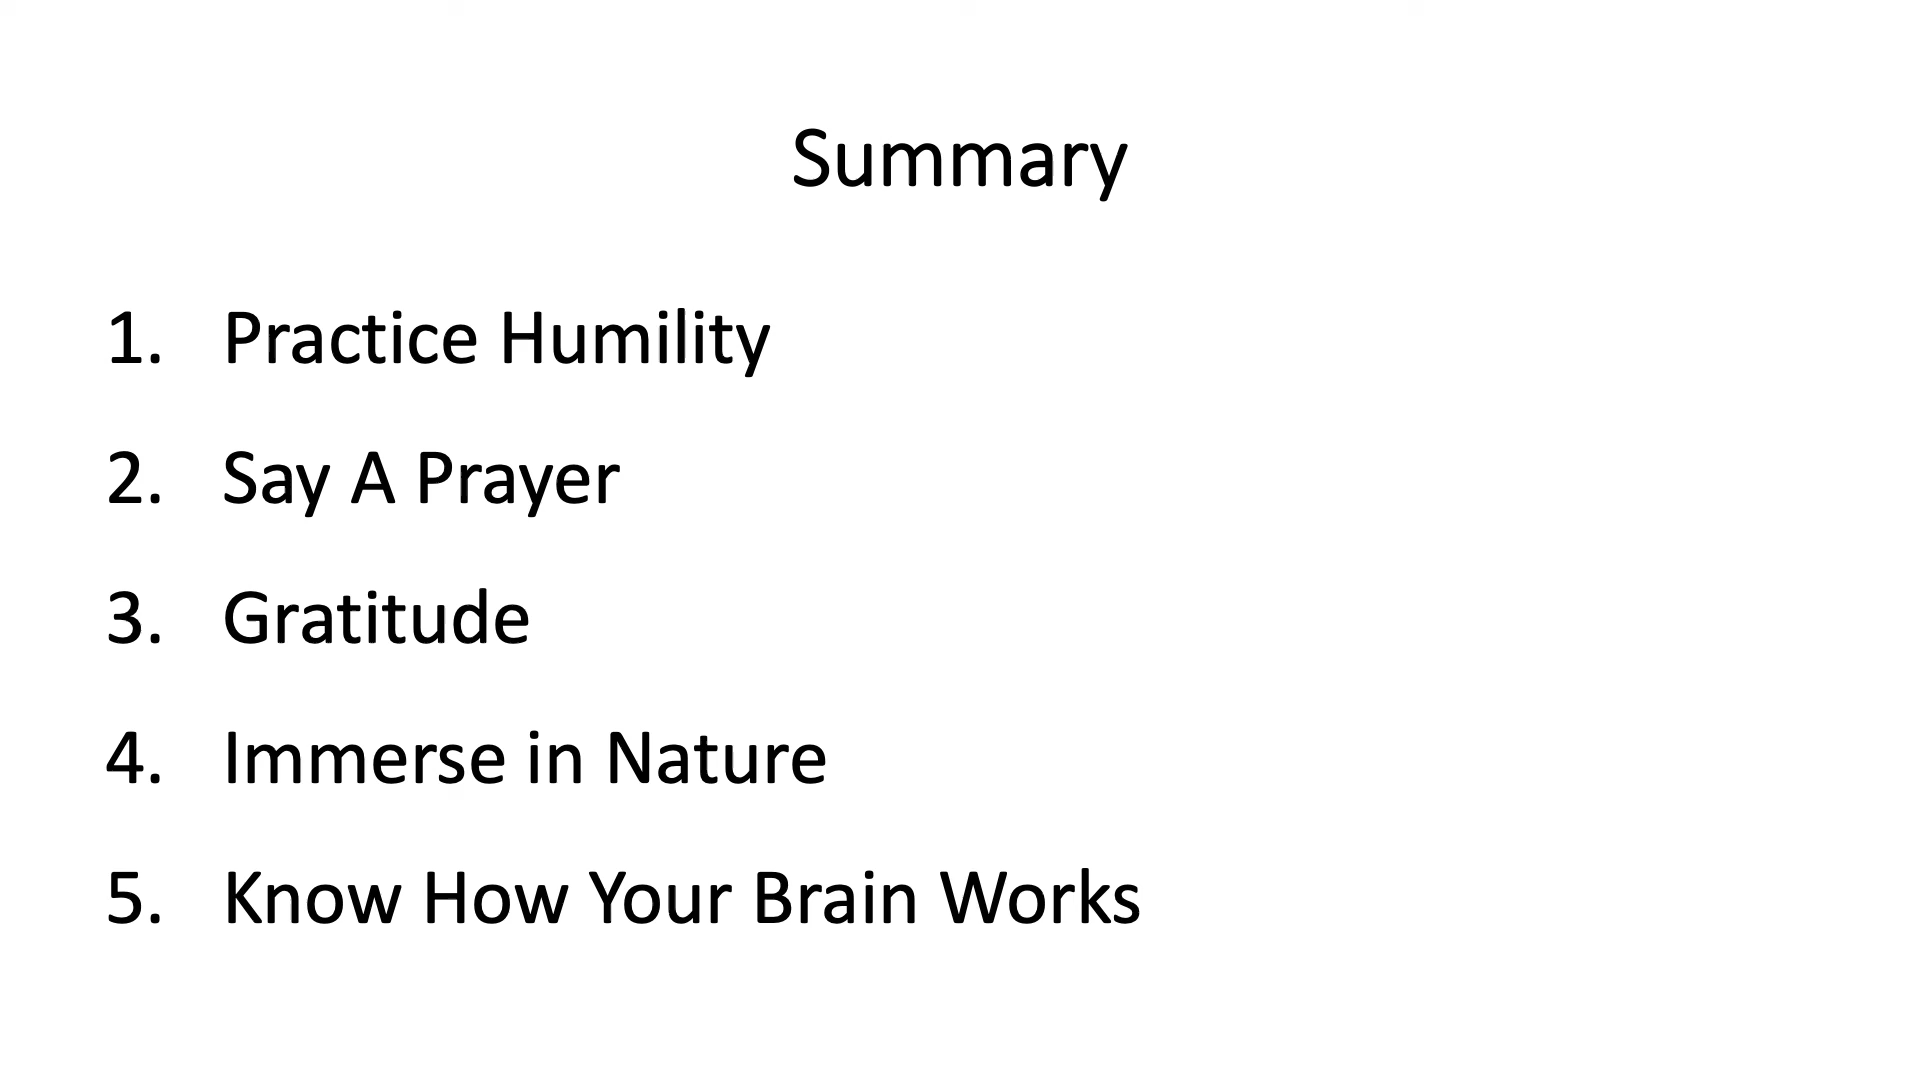 Summary
1. Practice Humility
2. Say A Prayer
3. Gratitude
4. Immerse in Nature
5. Know How Your Brain Works